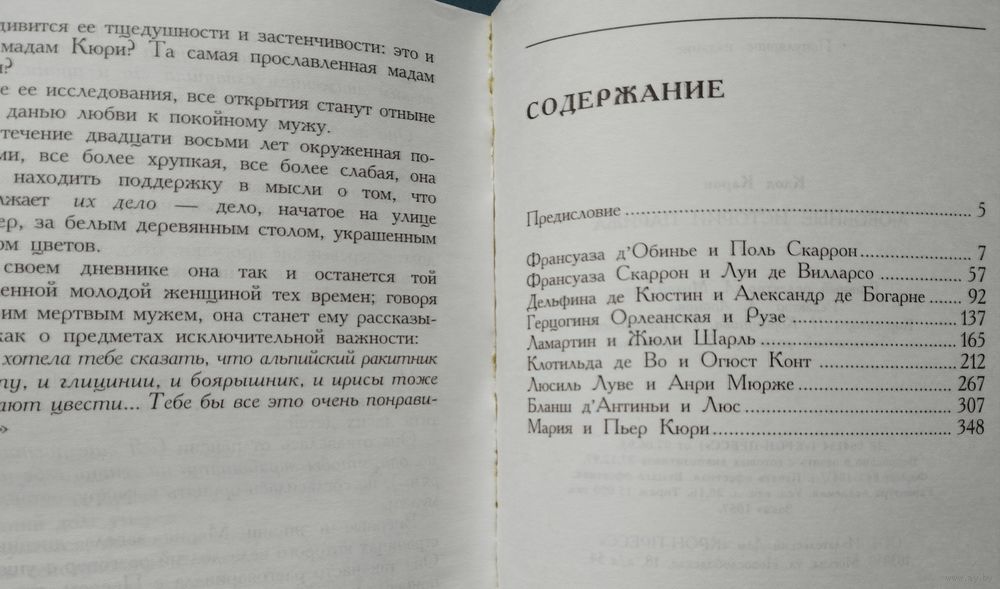 дивится ее тщедушности и застенчивости: это и
мадам Кюри? Та самая прославленная мадам
?
е ее исследования, все открытия станут отныне
данью любви к покойному мужу.
течение двадцати восьми лет окруженная по-
ми, все более хрупкая, все более слабая, она
находить поддержку в мысли о том, что
лжает их дело — дело, начатое на улице
ер, за белым деревянным столом, украшенным
ом цветов.
своем дневнике она так и останется той
енной молодой женщиной тех времен; говоря
им мертвым мужем, она станет ему рассказы-
как о предметах исключительной важности:
хотела тебе сказать, что альпийский ракитник
ту, и глицинии, и боярышник, и ирисы тоже
ают цвести... Тебе бы все это очень понрави-
»
СОДЕРЖАНИЕ
Предисловие 5
Франсуаза д’Обинье и Поль Скаррон 7
Франсуаза Скаррон и Луи де Вилларсо 57
Дельфина де Кюстин и Александр де Богарне 92
Герцогиня Орлеанская и Рузе 137
Ламартин и Жюли Шарль 165
Клотильда де Во и Огюст Конт 212
Люсиль Луве и Анри Мюрже 267
Бланш д’Антиньи и Люс 307
Мария и Пьер Кюри 348
www.ay.by